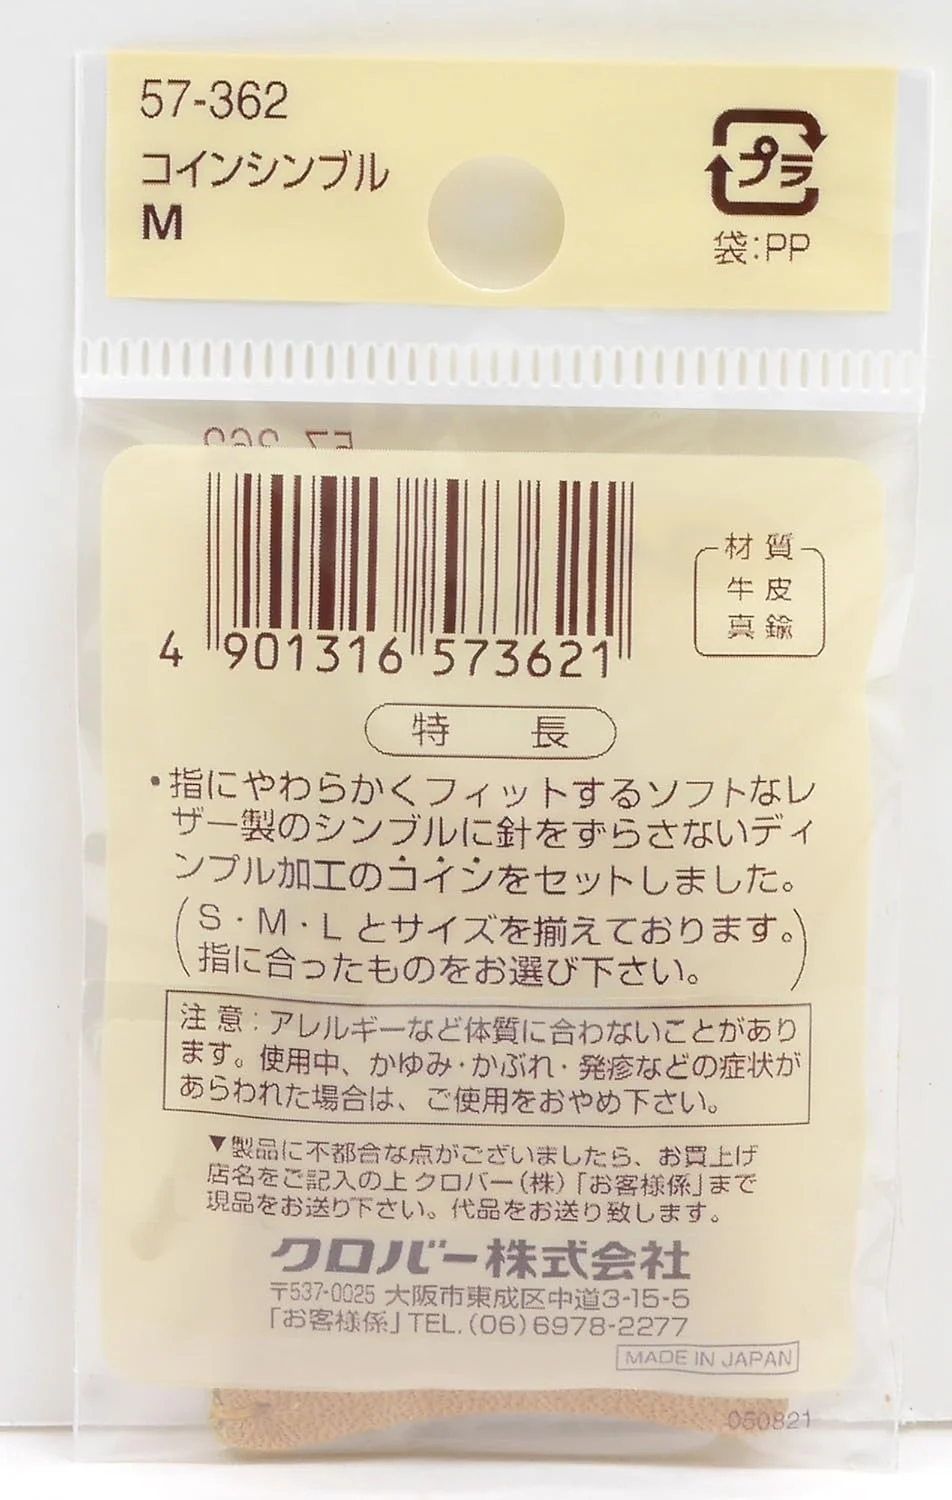 57-362
コインシンブル
M
プラ
袋:PP
4 901316 573621
材質
牛皮
真鍮
特 長
・指にやわらかくフィットするソフトなレ
ザー製のシンブルに針をずらさないディ
ンプル加工のコインをセットしました。
(S・M・Lとサイズを揃えております。
指に合ったものをお選び下さい。)
注意:アレルギーなど体質に合わないことがあり
ます。使用中、かゆみ・かぶれ・発疹などの症状が
あらわれた場合は、ご使用をおやめ下さい。
▼製品に不都合な点がございましたら、お買上げ
店名をご記入の上クロバー(株)「お客様係」まで
現品をお送り下さい。代品をお送り致します。
クロバー株式会社
〒537-0025 大阪市東成区中道3-15-5
「お客様係」TEL.(06)6978-2277
MADE IN JAPAN
050821